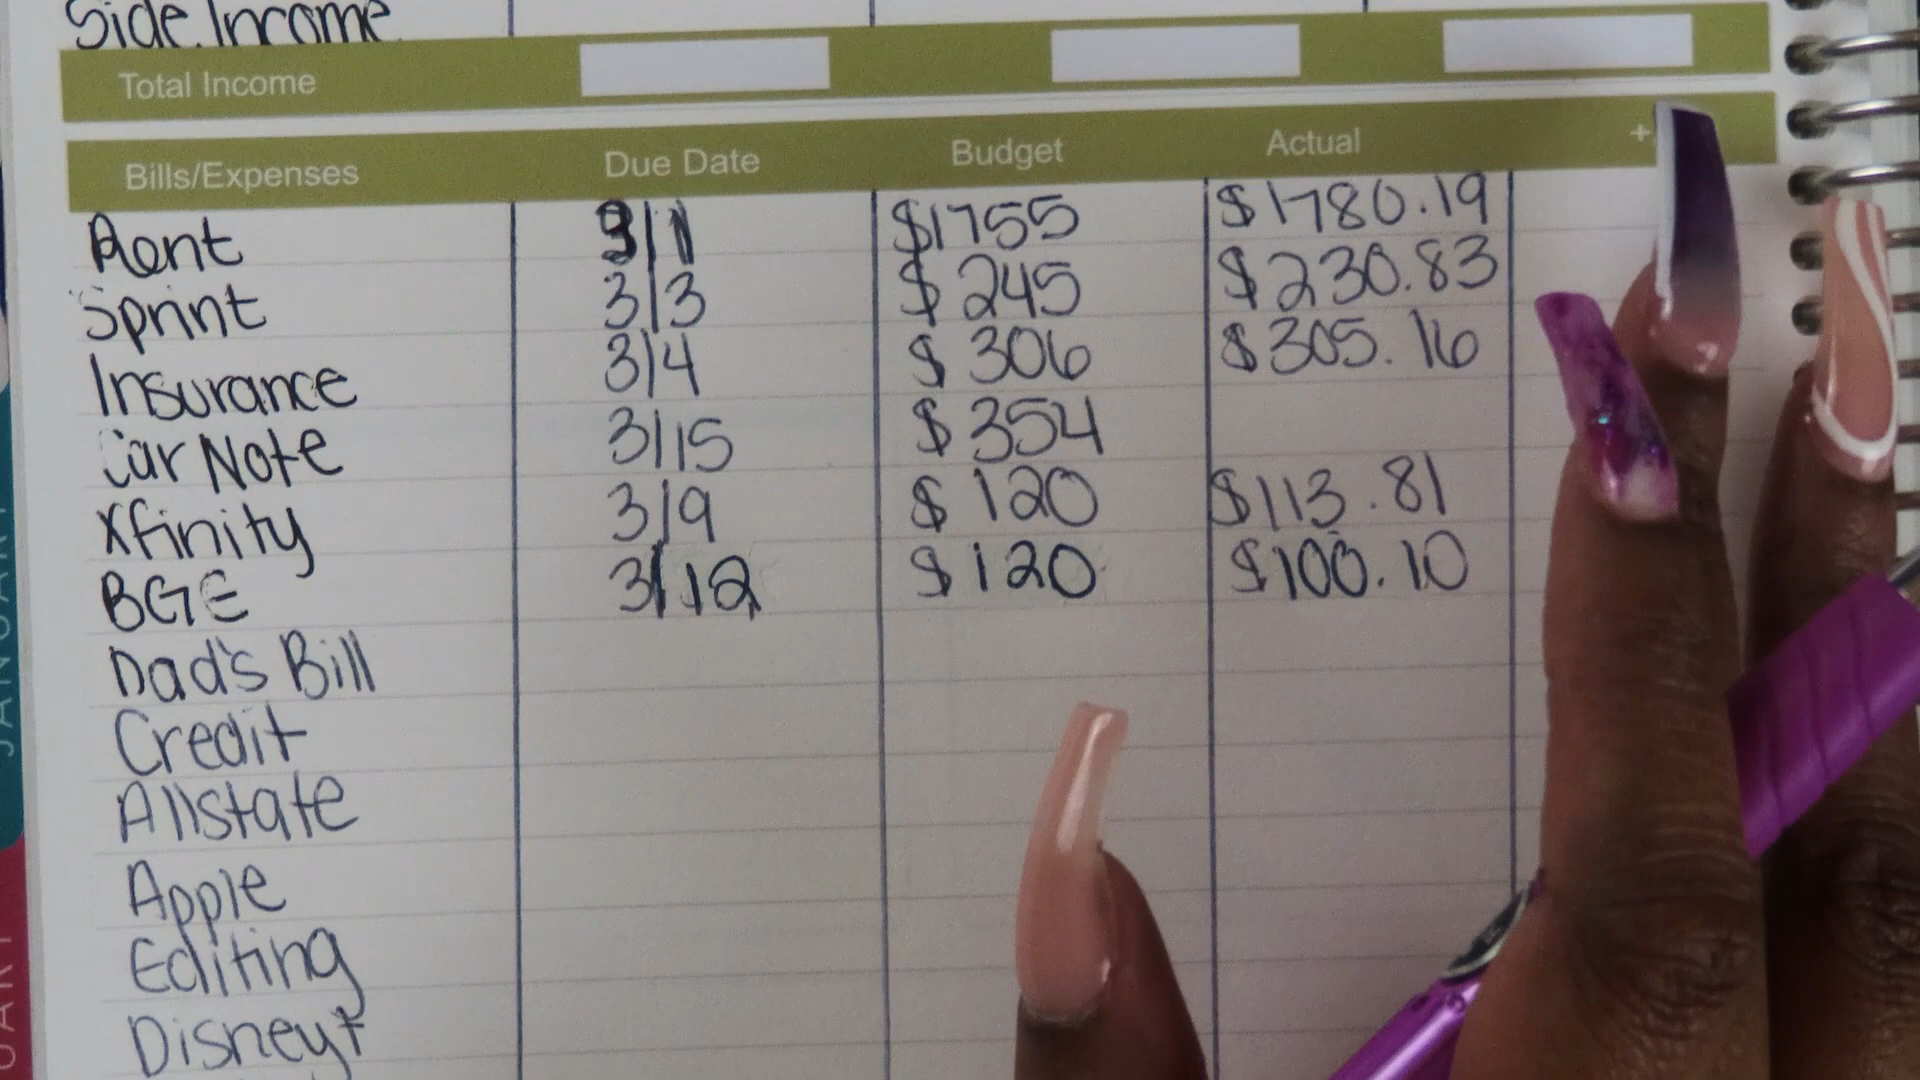 Side Income
Total Income
Bills/Expenses Due Date Budget Actual +
Rent 3/1 $1755 $1780.19
Sprint 3/3 $245 $230.83
Insurance 3/4 $306 $305.16
Car Note 3/15 $354
Xfinity 3/9 $120 $113.81
BGE 3/12 $120 $100.10
Dad's Bill
Credit
Allstate
Apple
Editing
Disney+
JANUARY
UARY